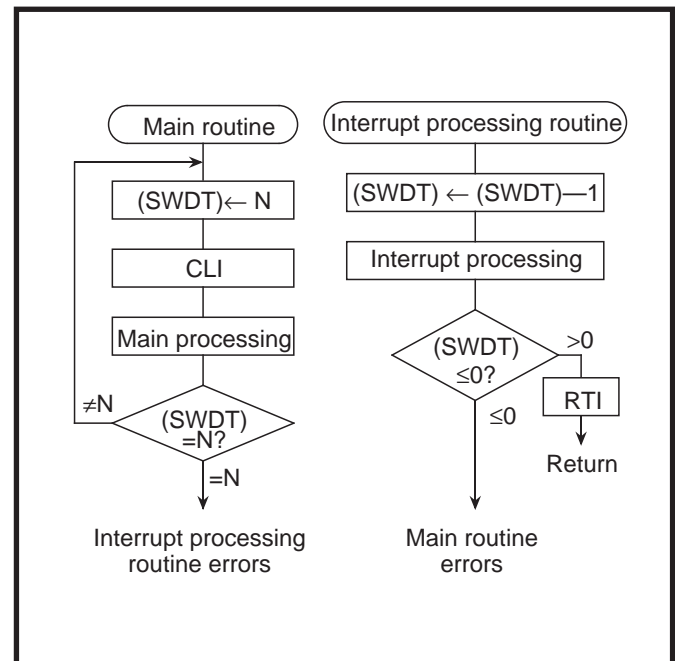 Main routine
(SWDT)← N
CLI
Main processing
(SWDT)
=N?
≠N
=N
Interrupt processing
routine errors
Interrupt processing routine
(SWDT) ← (SWDT)—1
Interrupt processing
(SWDT)
≤0?
>0
RTI
Return
≤0
Main routine
errors